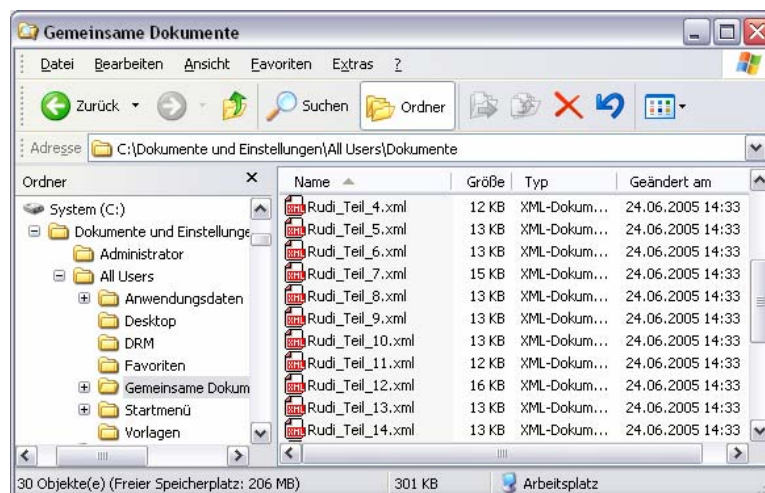 Gemeinsame Dokumente
Datei Bearbeiten Ansicht Favoriten Extras ?
Zurück Suchen Ordner
Adresse C:\Dokumente und Einstellungen\All Users\Dokumente
Ordner x Name Größe Typ Geändert am
System (C:) Rudi_Teil_4.xml 12 KB XML-Dokum... 24.06.2005 14:33
Dokumente und Einstellunge Rudi_Teil_5.xml 13 KB XML-Dokum... 24.06.2005 14:33
Administrator Rudi_Teil_6.xml 13 KB XML-Dokum... 24.06.2005 14:33
All Users Rudi_Teil_7.xml 15 KB XML-Dokum... 24.06.2005 14:33
Anwendungsdaten Rudi_Teil_8.xml 13 KB XML-Dokum... 24.06.2005 14:33
Desktop Rudi_Teil_9.xml 13 KB XML-Dokum... 24.06.2005 14:33
DRM Rudi_Teil_10.xml 13 KB XML-Dokum... 24.06.2005 14:33
Favoriten Rudi_Teil_11.xml 12 KB XML-Dokum... 24.06.2005 14:33
Gemeinsame Dokum Rudi_Teil_12.xml 16 KB XML-Dokum... 24.06.2005 14:33
Startmenü Rudi_Teil_13.xml 13 KB XML-Dokum... 24.06.2005 14:33
Vorlagen Rudi_Teil_14.xml 13 KB XML-Dokum... 24.06.2005 14:33
30 Objekte(e) (Freier Speicherplatz: 206 MB) 301 KB Arbeitsplatz